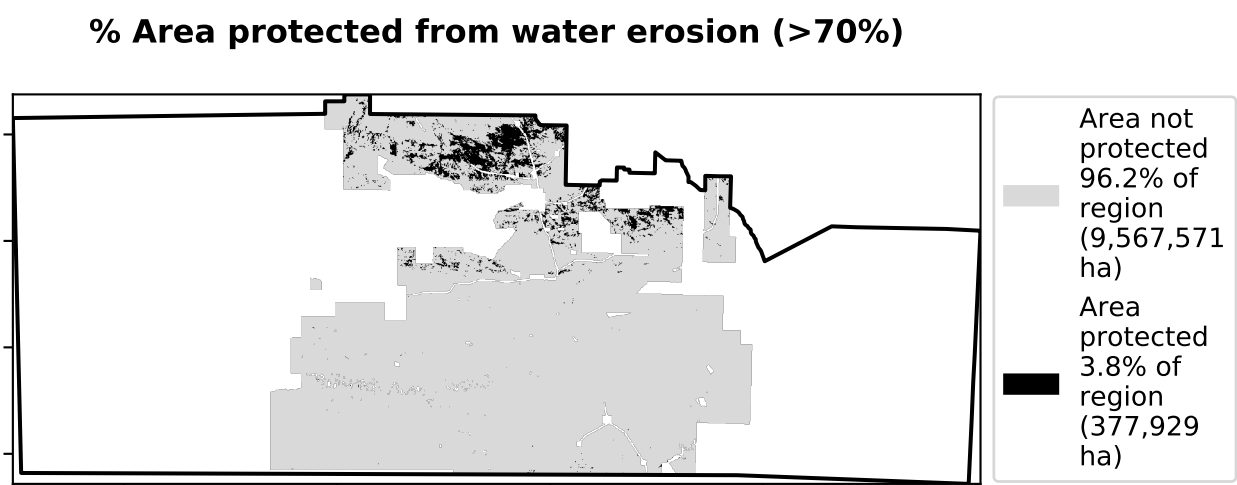 % Area protected from water erosion (>70%)
Area not
protected
96.2% of
region
(9,567,571
ha)
Area
protected
3.8% of
region
(377,929
ha)